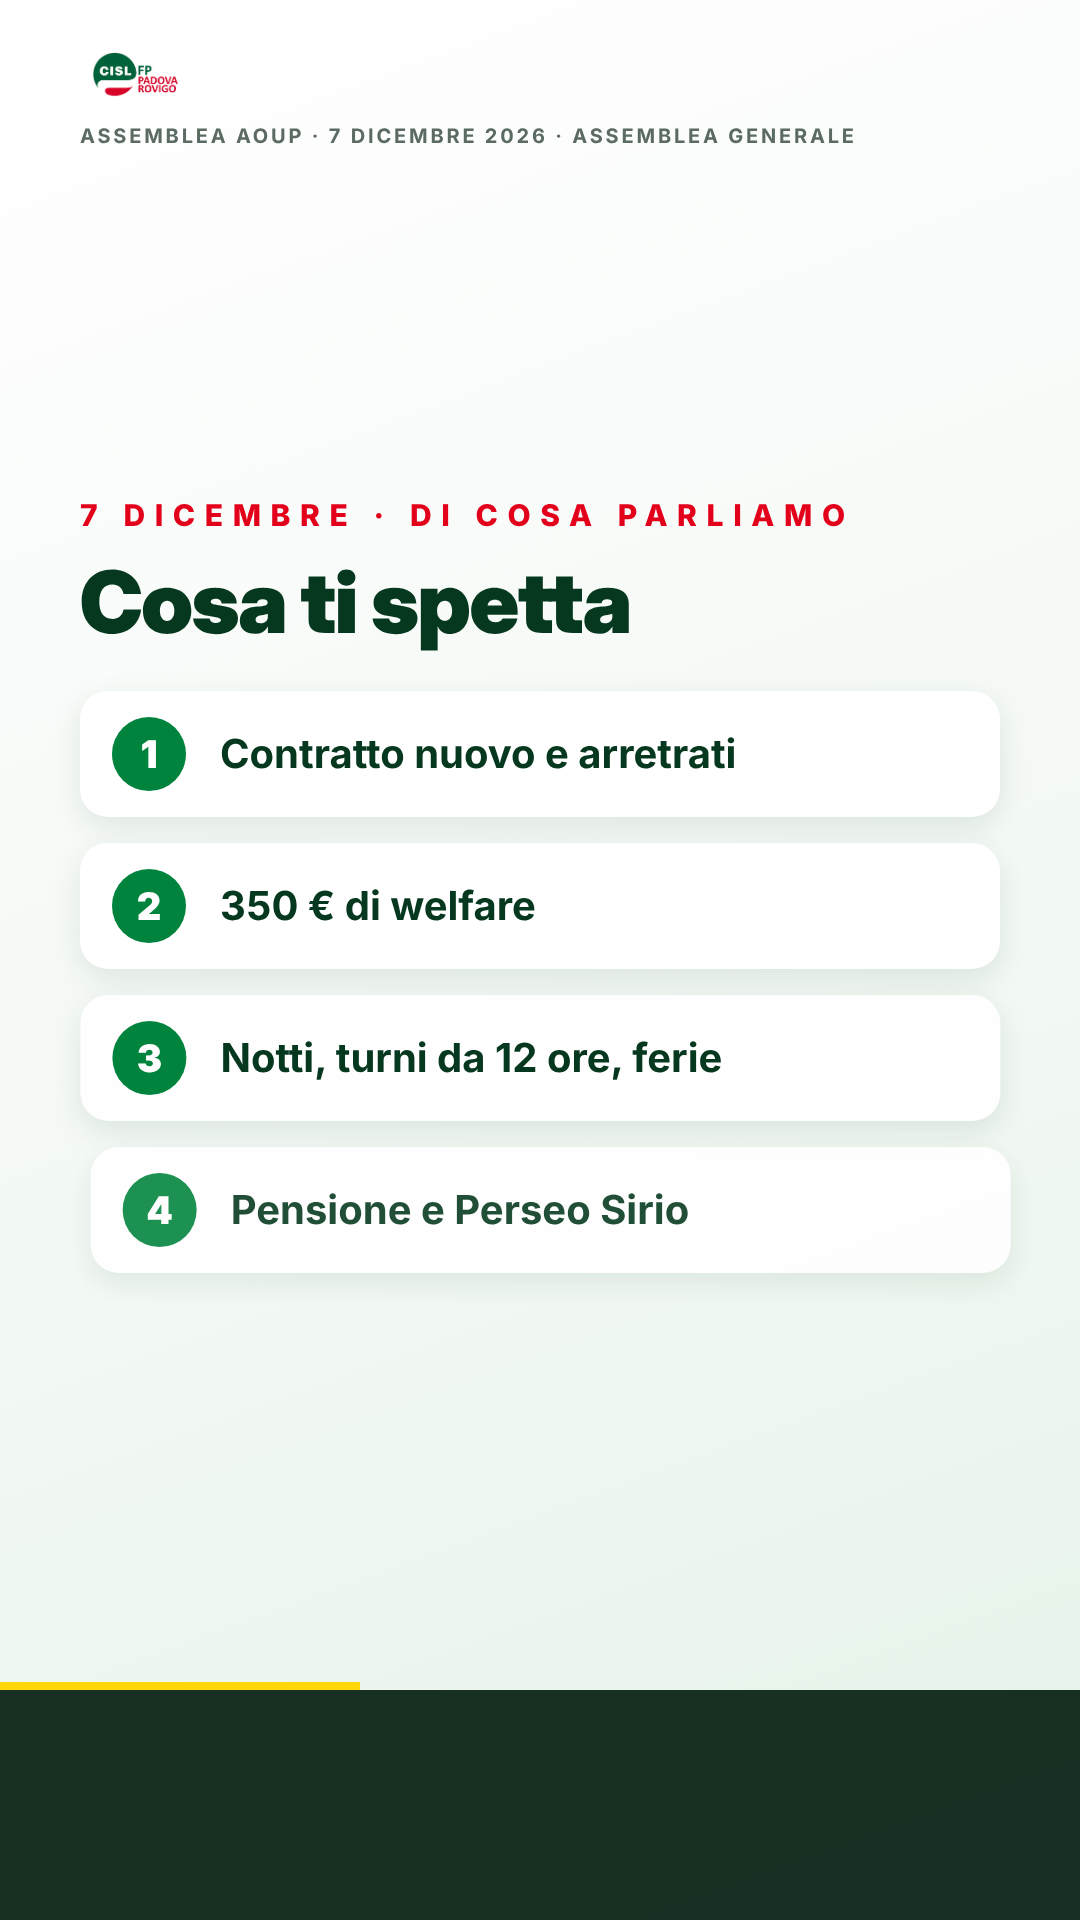 CISL FP
PADOVA
ROVIGO
ASSEMBLEA AOUP · 7 DICEMBRE 2026 · ASSEMBLEA GENERALE
7 DICEMBRE · DI COSA PARLIAMO
Cosa ti spetta
1 Contratto nuovo e arretrati
2 350 € di welfare
3 Notti, turni da 12 ore, ferie
4 Pensione e Perseo Sirio